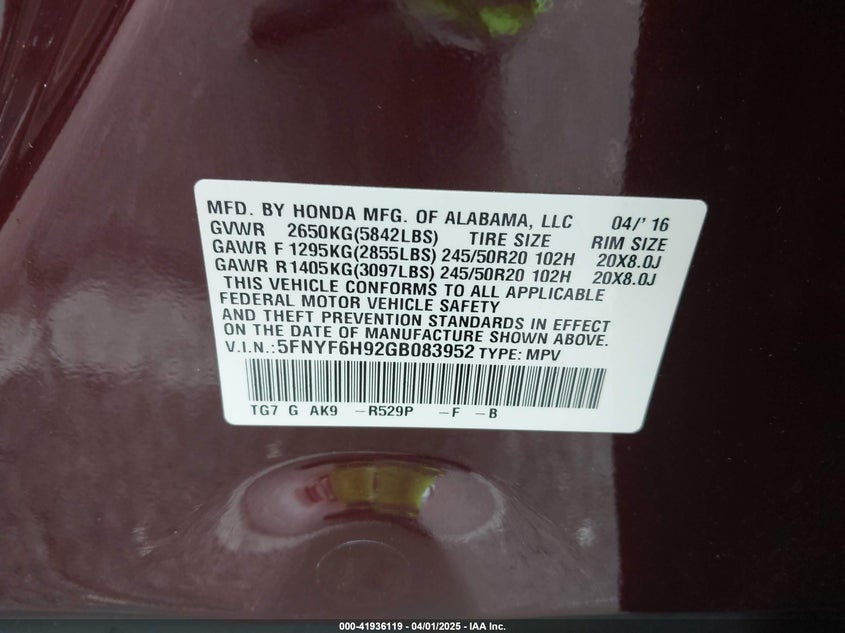 MFD. BY HONDA MFG. OF ALABAMA, LLC 04/' 16
GVWR 2650KG(5842LBS) TIRE SIZE RIM SIZE
GAWR F 1295KG(2855LBS) 245/50R20 102H 20X8.0J
GAWR R1405KG(3097LBS) 245/50R20 102H 20X8.0J
THIS VEHICLE CONFORMS TO ALL APPLICABLE
FEDERAL MOTOR VEHICLE SAFETY
AND THEFT PREVENTION STANDARDS IN EFFECT
ON THE DATE OF MANUFACTURE SHOWN ABOVE.
V.I.N.:5FNYF6H92GB083952 TYPE: MPV
TG7 G AK9 -R529P -F -B
000-41936119 - 04/01/2025 - IAA Inc.